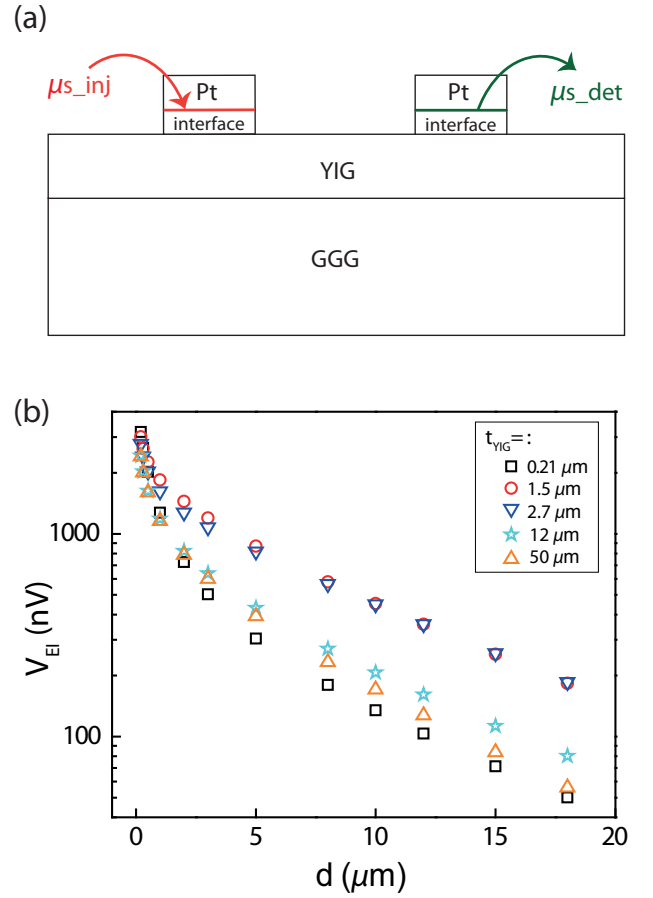 (a)
μs_inj
Pt
interface
Pt
interface
μs_det
YIG
GGG
(b)
t_YIG= :
0.21 μm
1.5 μm
2.7 μm
12 μm
50 μm
1000
100
V_EI (nV)
0 5 10 15 20
d (μm)